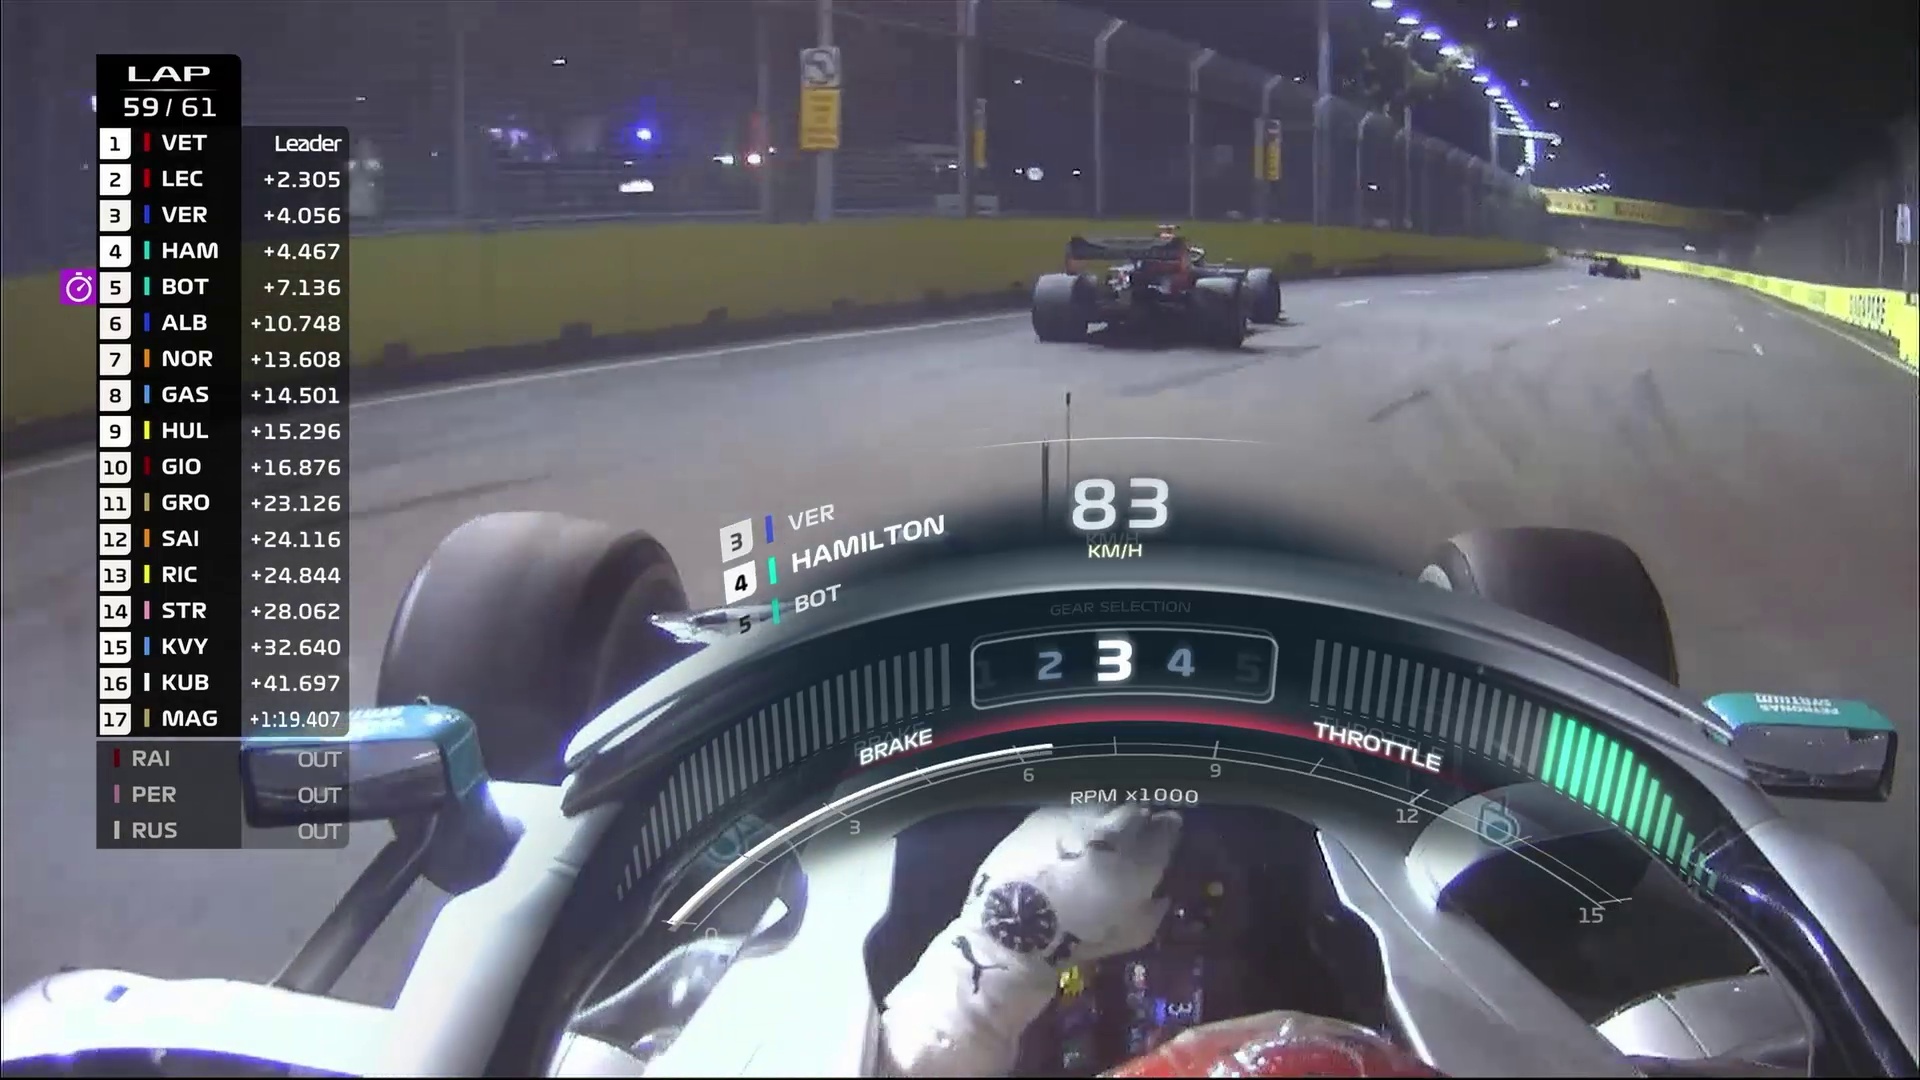 LAP
59 / 61
1 VET Leader
2 LEC +2.305
3 VER +4.056
4 HAM +4.467
5 BOT +7.136
6 ALB +10.748
7 NOR +13.608
8 GAS +14.501
9 HUL +15.296
10 GIO +16.876
11 GRO +23.126
12 SAI +24.116
13 RIC +24.844
14 STR +28.062
15 KVY +32.640
16 KUB +41.697
17 MAG +1:19.407
RAI OUT
PER OUT
RUS OUT
3 VER
4 HAMILTON
5 BOT
83
KM/H
GEAR SELECTION
1 2 3 4 5
BRAKE
THROTTLE
0 3 6 9 12 15
RPM x1000
PETRONAS
SINGAPORE